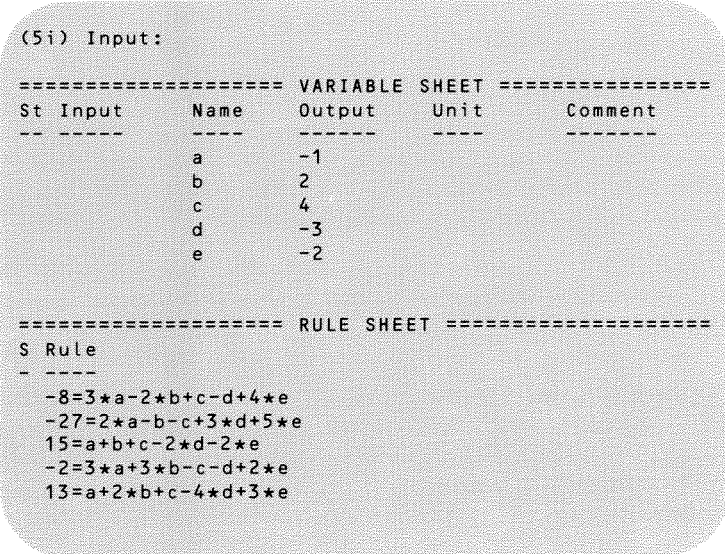 (5i) Input:
==================== VARIABLE SHEET ================
St Input Name Output Unit Comment
-- ----- ---- ------ ---- -------
a -1
b 2
c 4
d -3
e -2
==================== RULE SHEET ====================
S Rule
- ----
-8=3*a-2*b+c-d+4*e
-27=2*a-b-c+3*d+5*e
15=a+b+c-2*d-2*e
-2=3*a+3*b-c-d+2*e
13=a+2*b+c-4*d+3*e